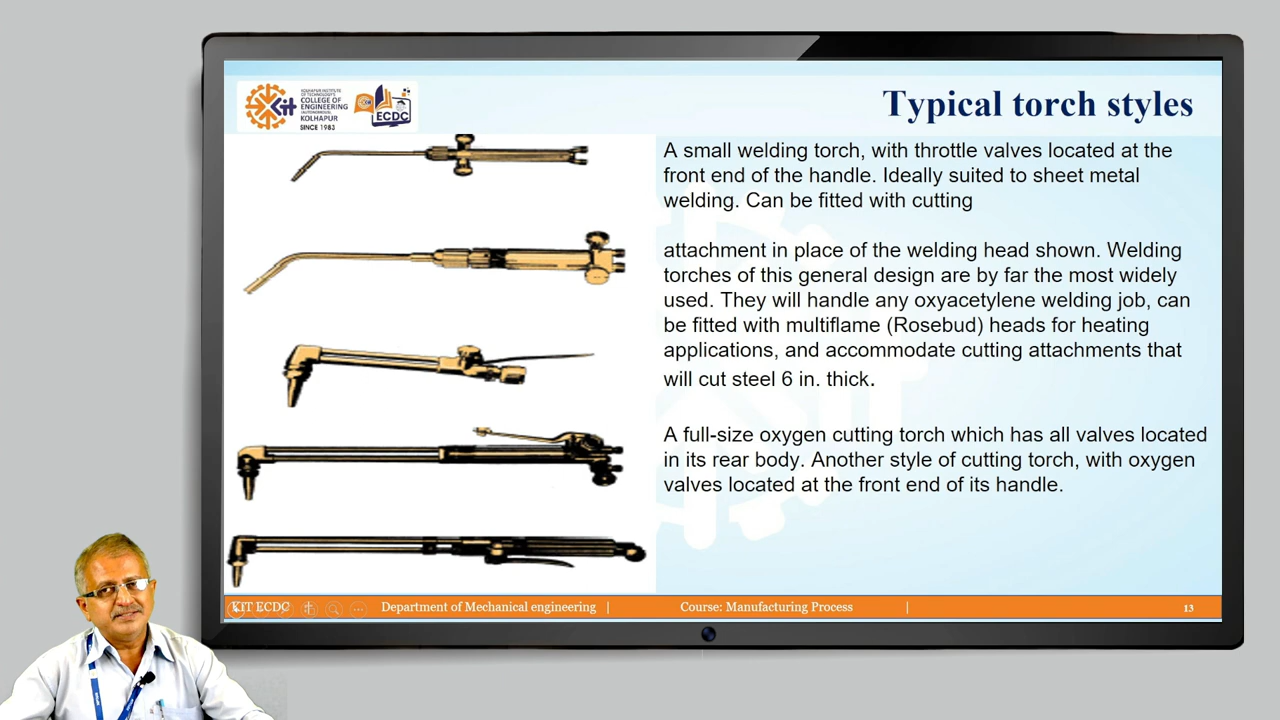 KOLHAPUR INSTITUTE
OF TECHNOLOGY'S
COLLEGE OF
ENGINEERING
(AUTONOMOUS)
KOLHAPUR
SINCE 1983
Kit
ECDC
Typical torch styles
A small welding torch, with throttle valves located at the
front end of the handle. Ideally suited to sheet metal
welding. Can be fitted with cutting
attachment in place of the welding head shown. Welding
torches of this general design are by far the most widely
used. They will handle any oxyacetylene welding job, can
be fitted with multiflame (Rosebud) heads for heating
applications, and accommodate cutting attachments that
will cut steel 6 in. thick.
A full-size oxygen cutting torch which has all valves located
in its rear body. Another style of cutting torch, with oxygen
valves located at the front end of its handle.
KIT ECDC
Department of Mechanical engineering |
Course: Manufacturing Process |
13